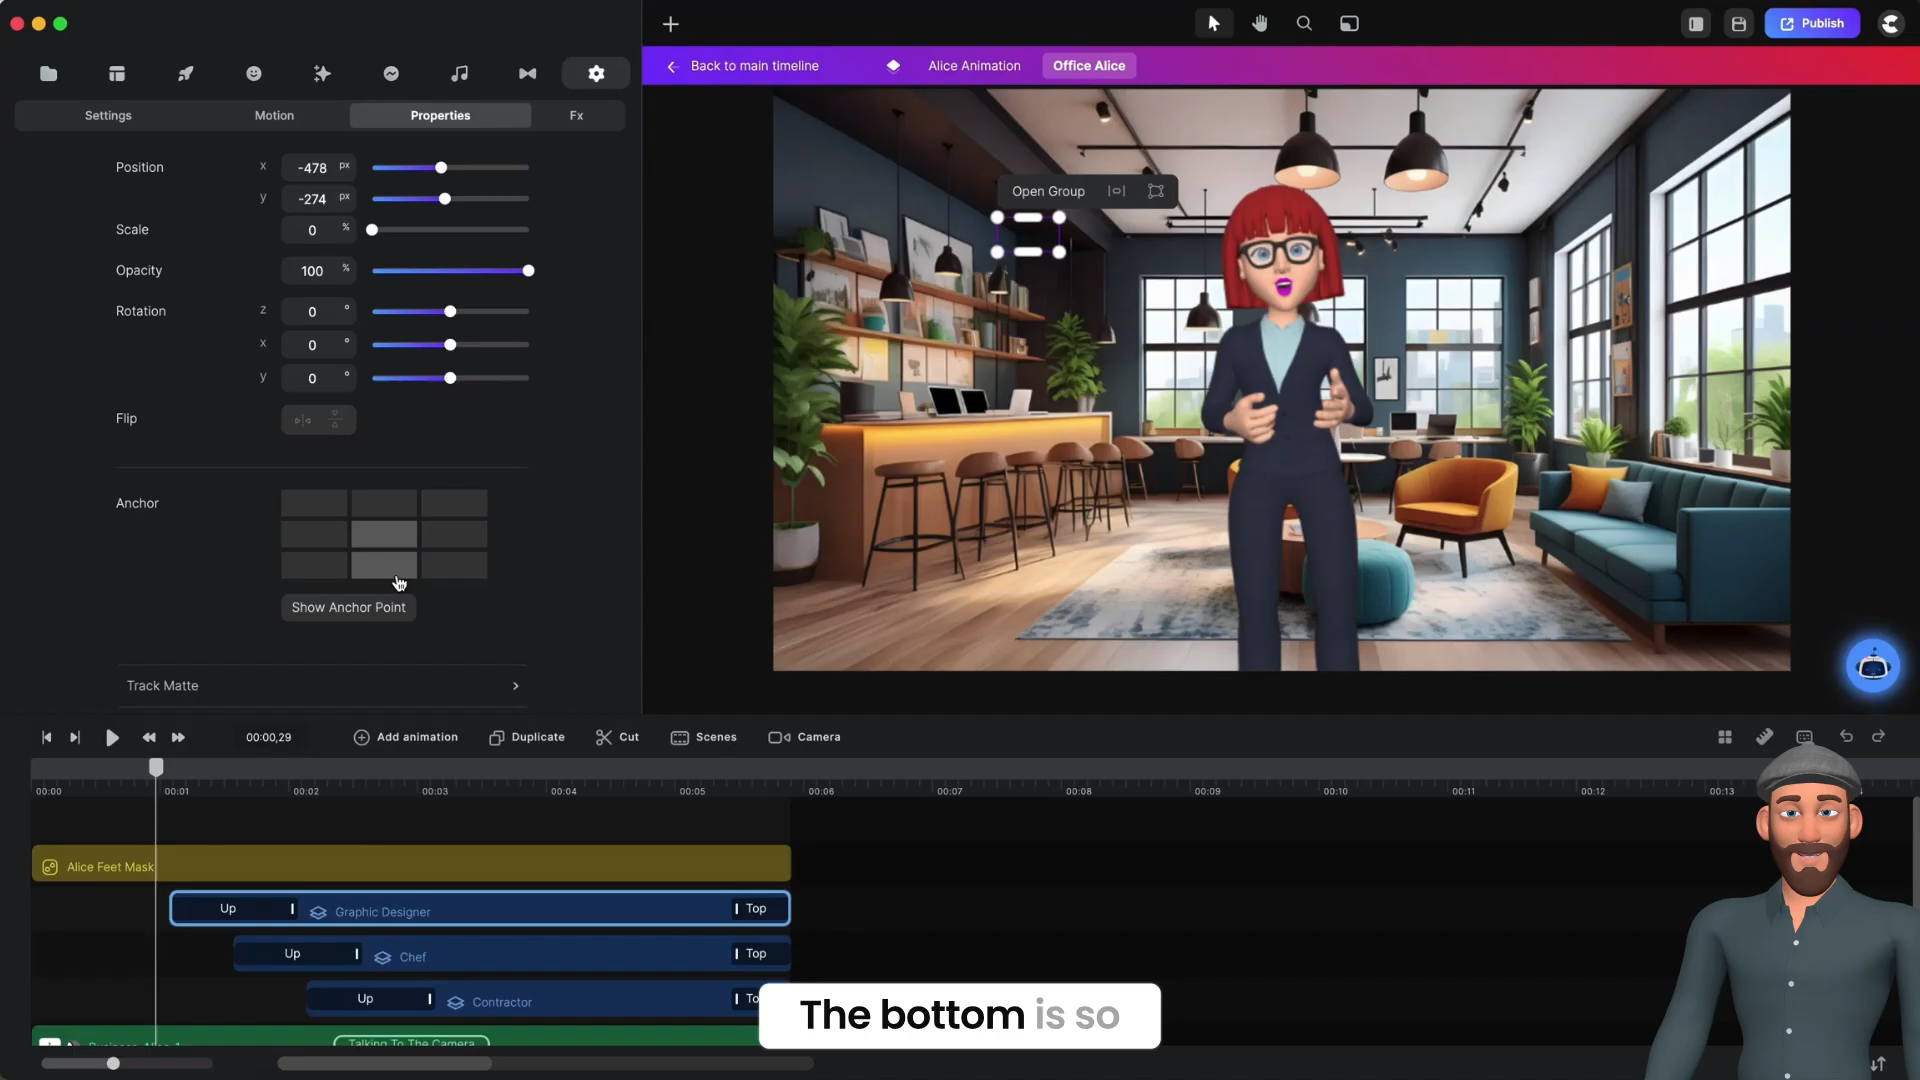 Publish
Back to main timeline
Alice Animation
Office Alice
Settings
Motion
Properties
Fx
Position
x
-478
px
y
-274
px
Scale
0
%
Opacity
100
%
Rotation
z
0
°
x
0
°
y
0
°
Flip
Anchor
Show Anchor Point
Track Matte
Open Group
00:00,29
Add animation
Duplicate
Cut
Scenes
Camera
00:00
00:01
00:02
00:03
00:04
00:05
00:06
00:07
00:08
00:09
00:10
00:11
00:12
00:13
Alice Feet Mask
Up
Graphic Designer
Top
Up
Chef
Top
Up
Contractor
To
Talking To The Camera
The bottom is so